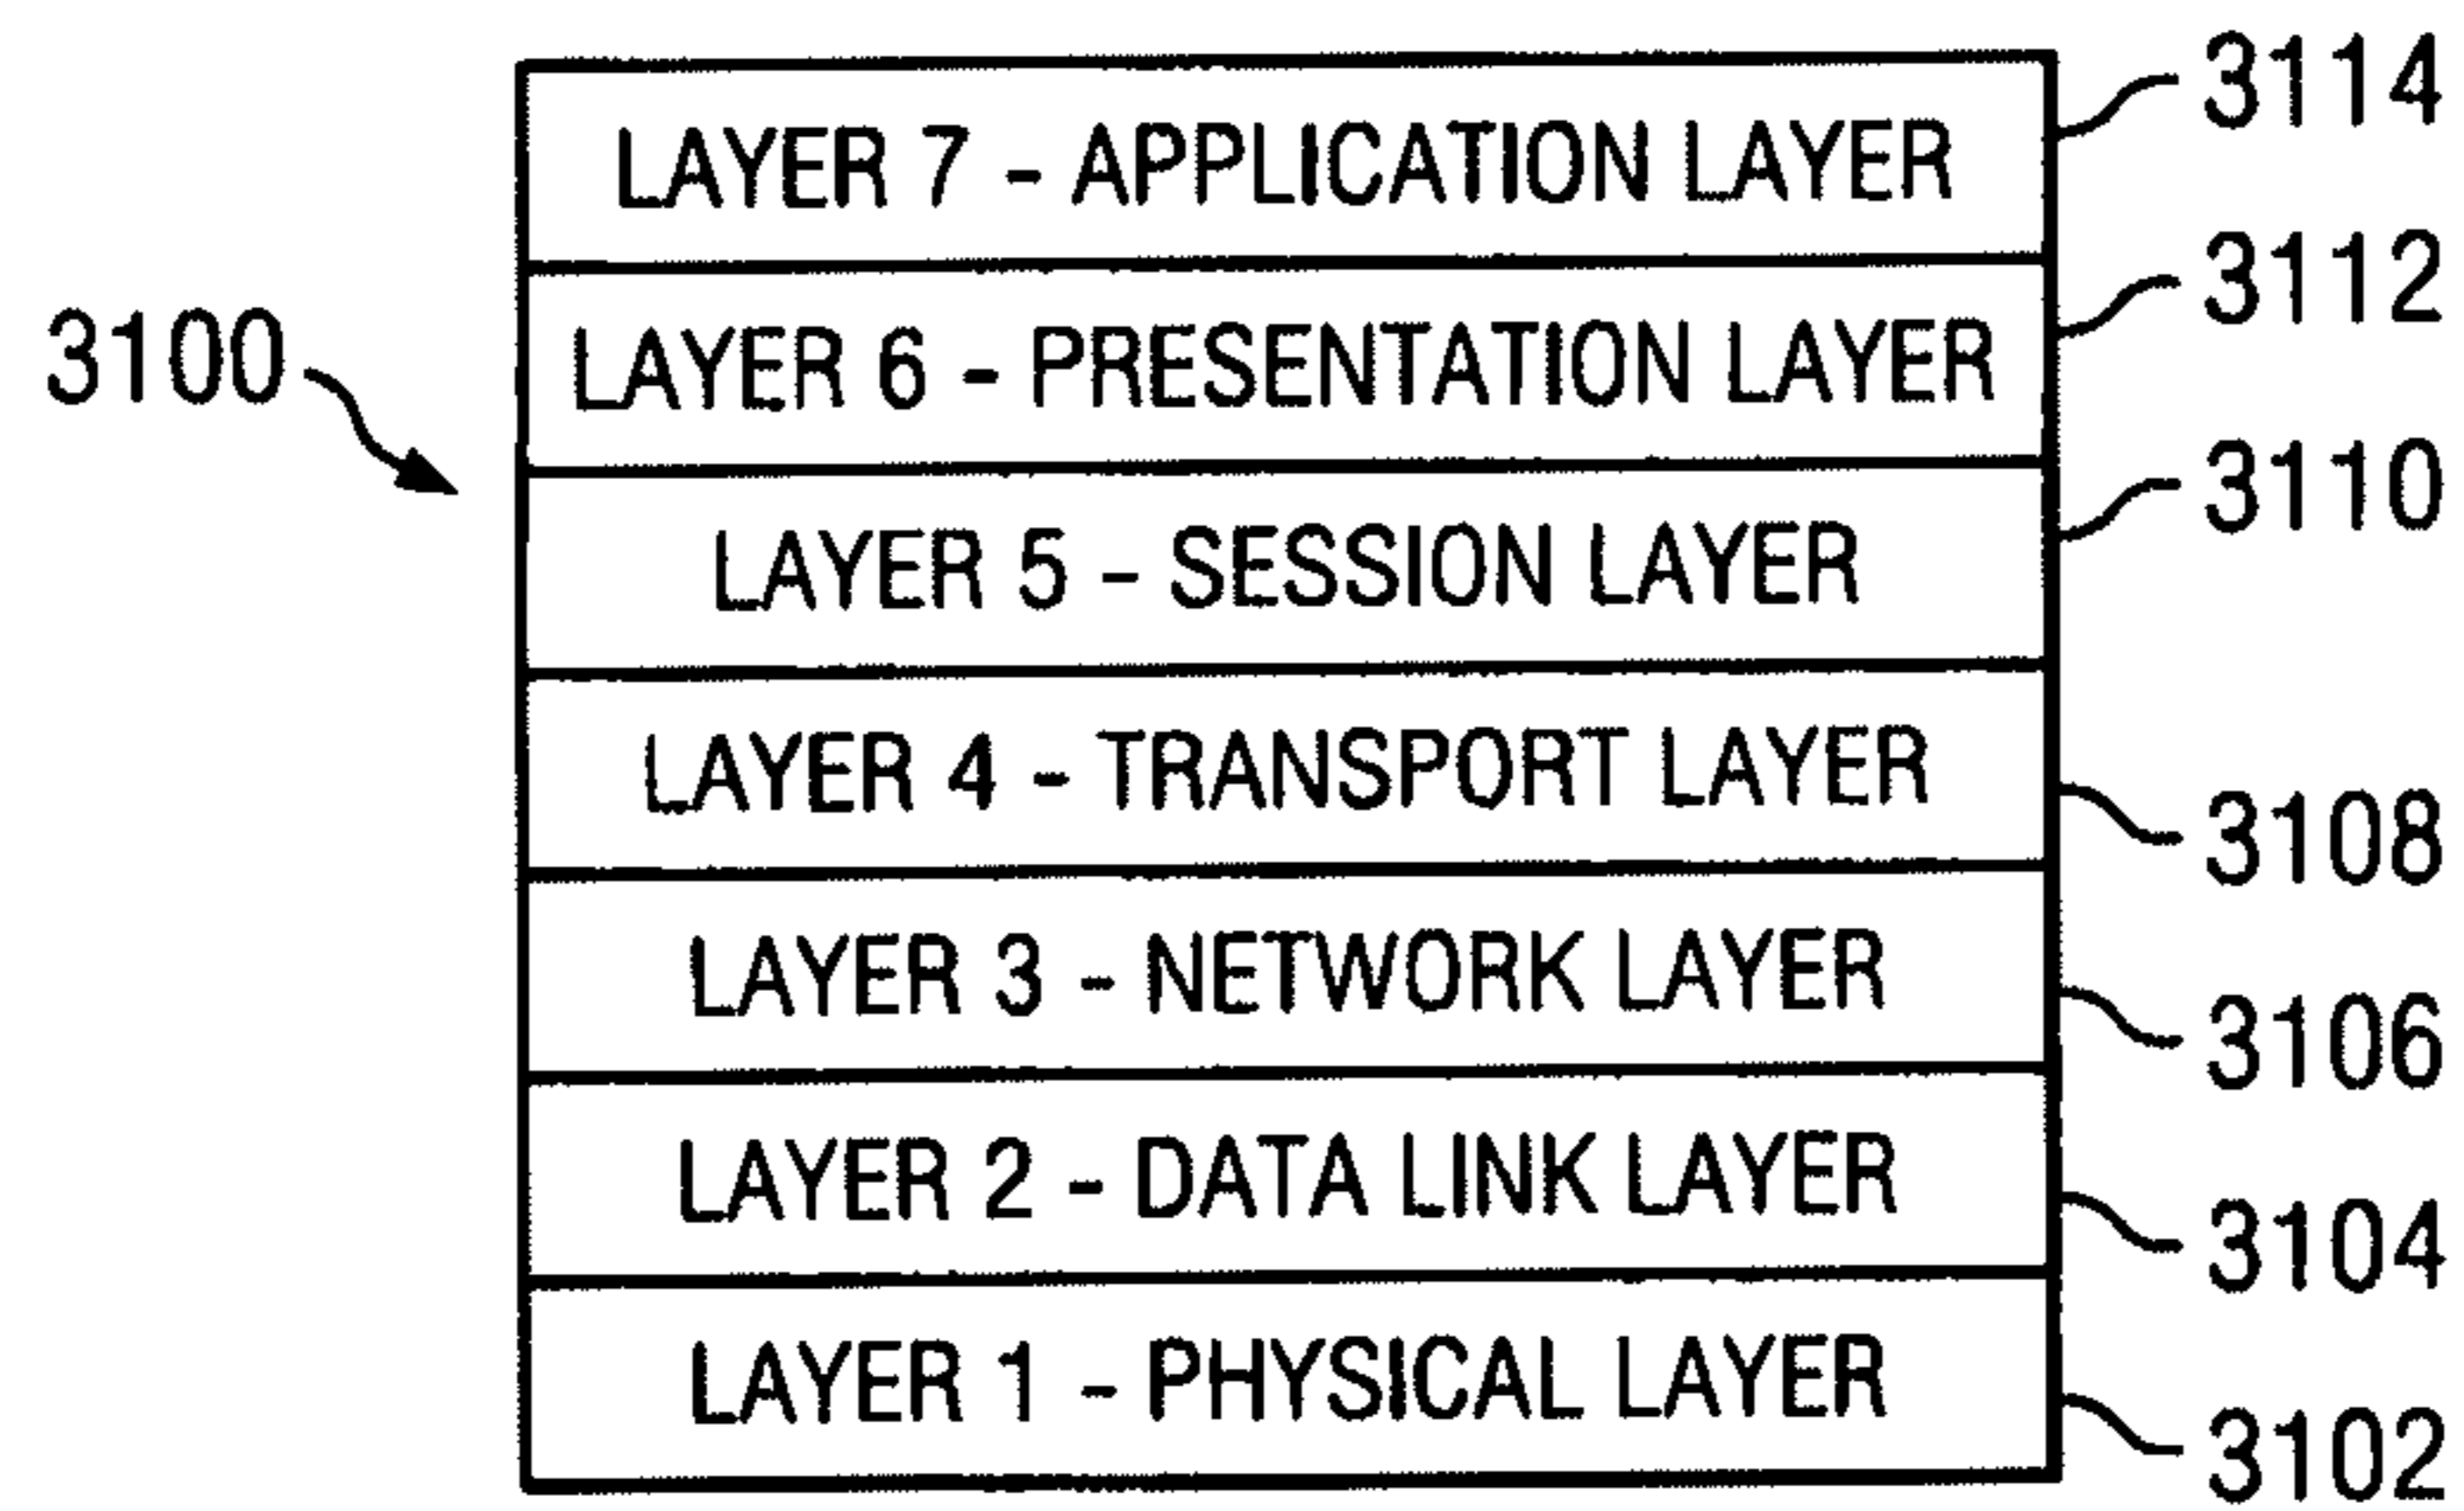 3114
LAYER 7 - APPLICATION LAYER
3112
3100
LAYER 6 - PRESENTATION LAYER
3110
LAYER 5 - SESSION LAYER
LAYER 4 - TRANSPORT LAYER
3108
LAYER 3 - NETWORK LAYER
3106
LAYER 2 - DATA LINK LAYER
3104
LAYER 1 - PHYSICAL LAYER
3102